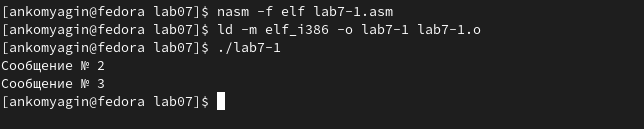 [ankomyagin@fedora lab07]$ nasm -f elf lab7-1.asm
[ankomyagin@fedora lab07]$ ld -m elf_i386 -o lab7-1 lab7-1.o
[ankomyagin@fedora lab07]$ ./lab7-1
Сообщение № 2
Сообщение № 3
[ankomyagin@fedora lab07]$